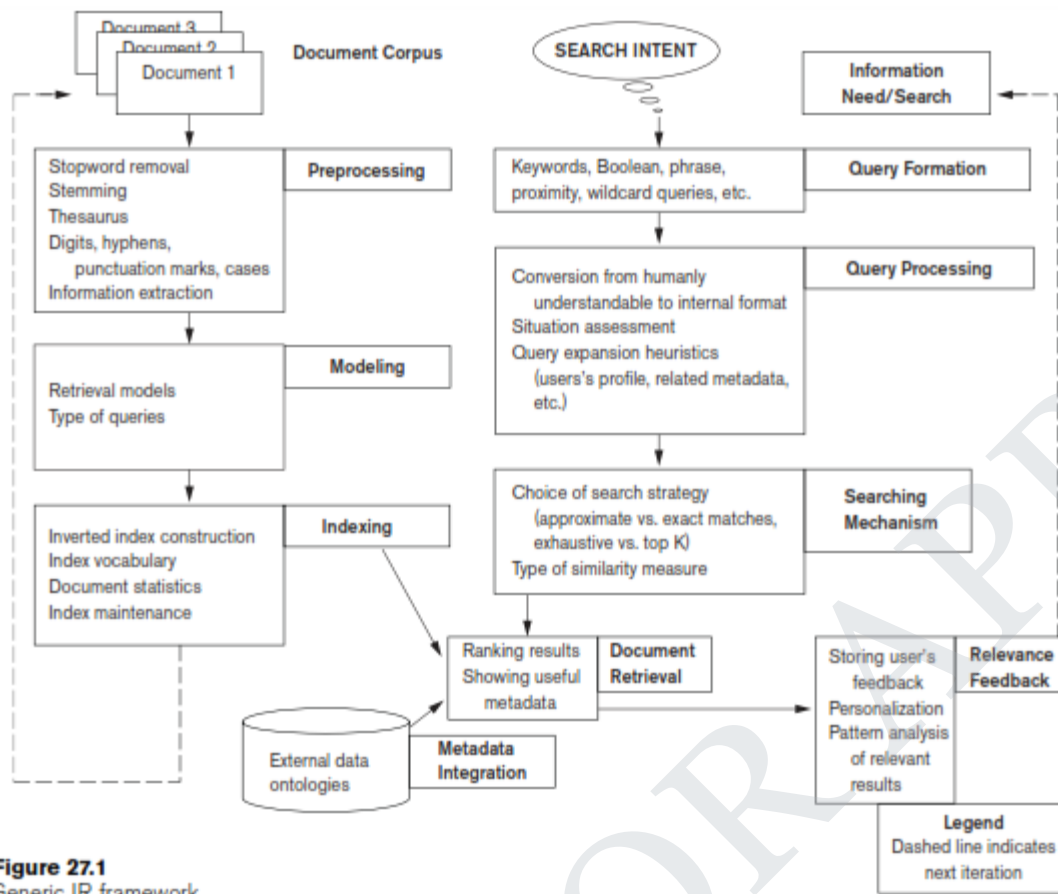 Document 3
Document 2
Document 1
Document Corpus
SEARCH INTENT
Information
Need/Search
Stopword removal
Stemming
Thesaurus
Digits, hyphens,
punctuation marks, cases
Information extraction
Preprocessing
Keywords, Boolean, phrase,
proximity, wildcard queries, etc.
Query Formation
Conversion from humanly
understandable to internal format
Situation assessment
Query expansion heuristics
(users's profile, related metadata,
etc.)
Query Processing
Retrieval models
Type of queries
Modeling
Choice of search strategy
(approximate vs. exact matches,
exhaustive vs. top K)
Type of similarity measure
Searching
Mechanism
Inverted index construction
Index vocabulary
Document statistics
Index maintenance
Indexing
Ranking results
Showing useful
metadata
Document
Retrieval
Storing user's
feedback
Personalization
Pattern analysis
of relevant
results
Relevance
Feedback
External data
ontologies
Metadada
Integration
Legend
Dashed line indicates
next iteration
Figure 27.1
Generic IR framework
OR APP